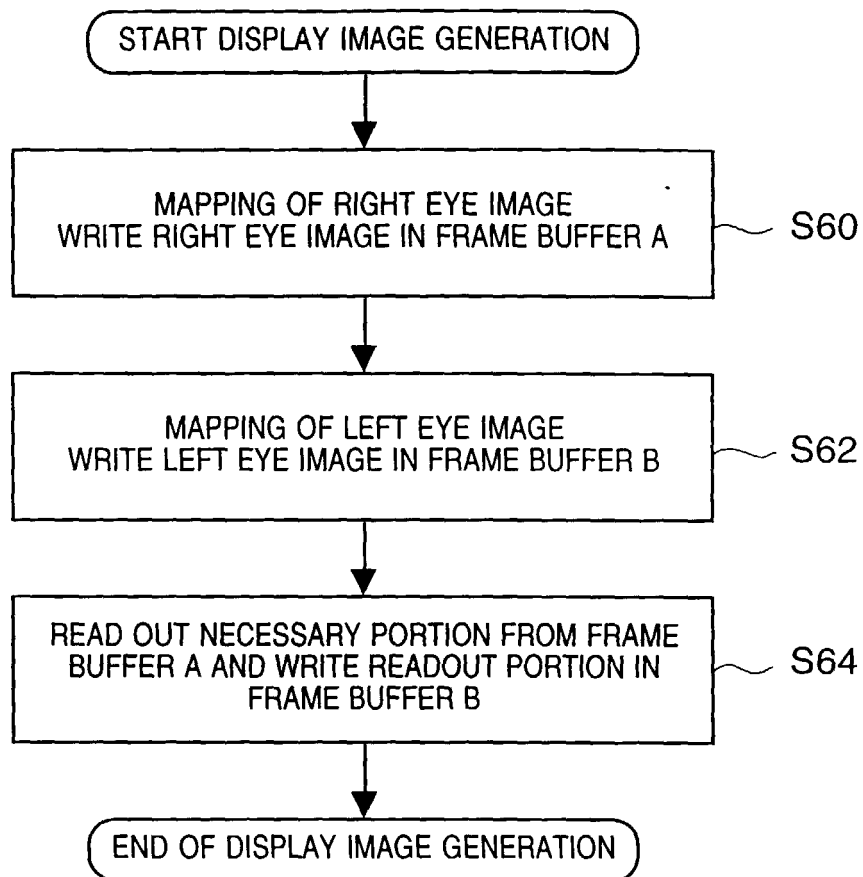 START DISPLAY IMAGE GENERATION
MAPPING OF RIGHT EYE IMAGE
WRITE RIGHT EYE IMAGE IN FRAME BUFFER A
S60
MAPPING OF LEFT EYE IMAGE
WRITE LEFT EYE IMAGE IN FRAME BUFFER B
S62
READ OUT NECESSARY PORTION FROM FRAME
BUFFER A AND WRITE READOUT PORTION IN
FRAME BUFFER B
S64
END OF DISPLAY IMAGE GENERATION